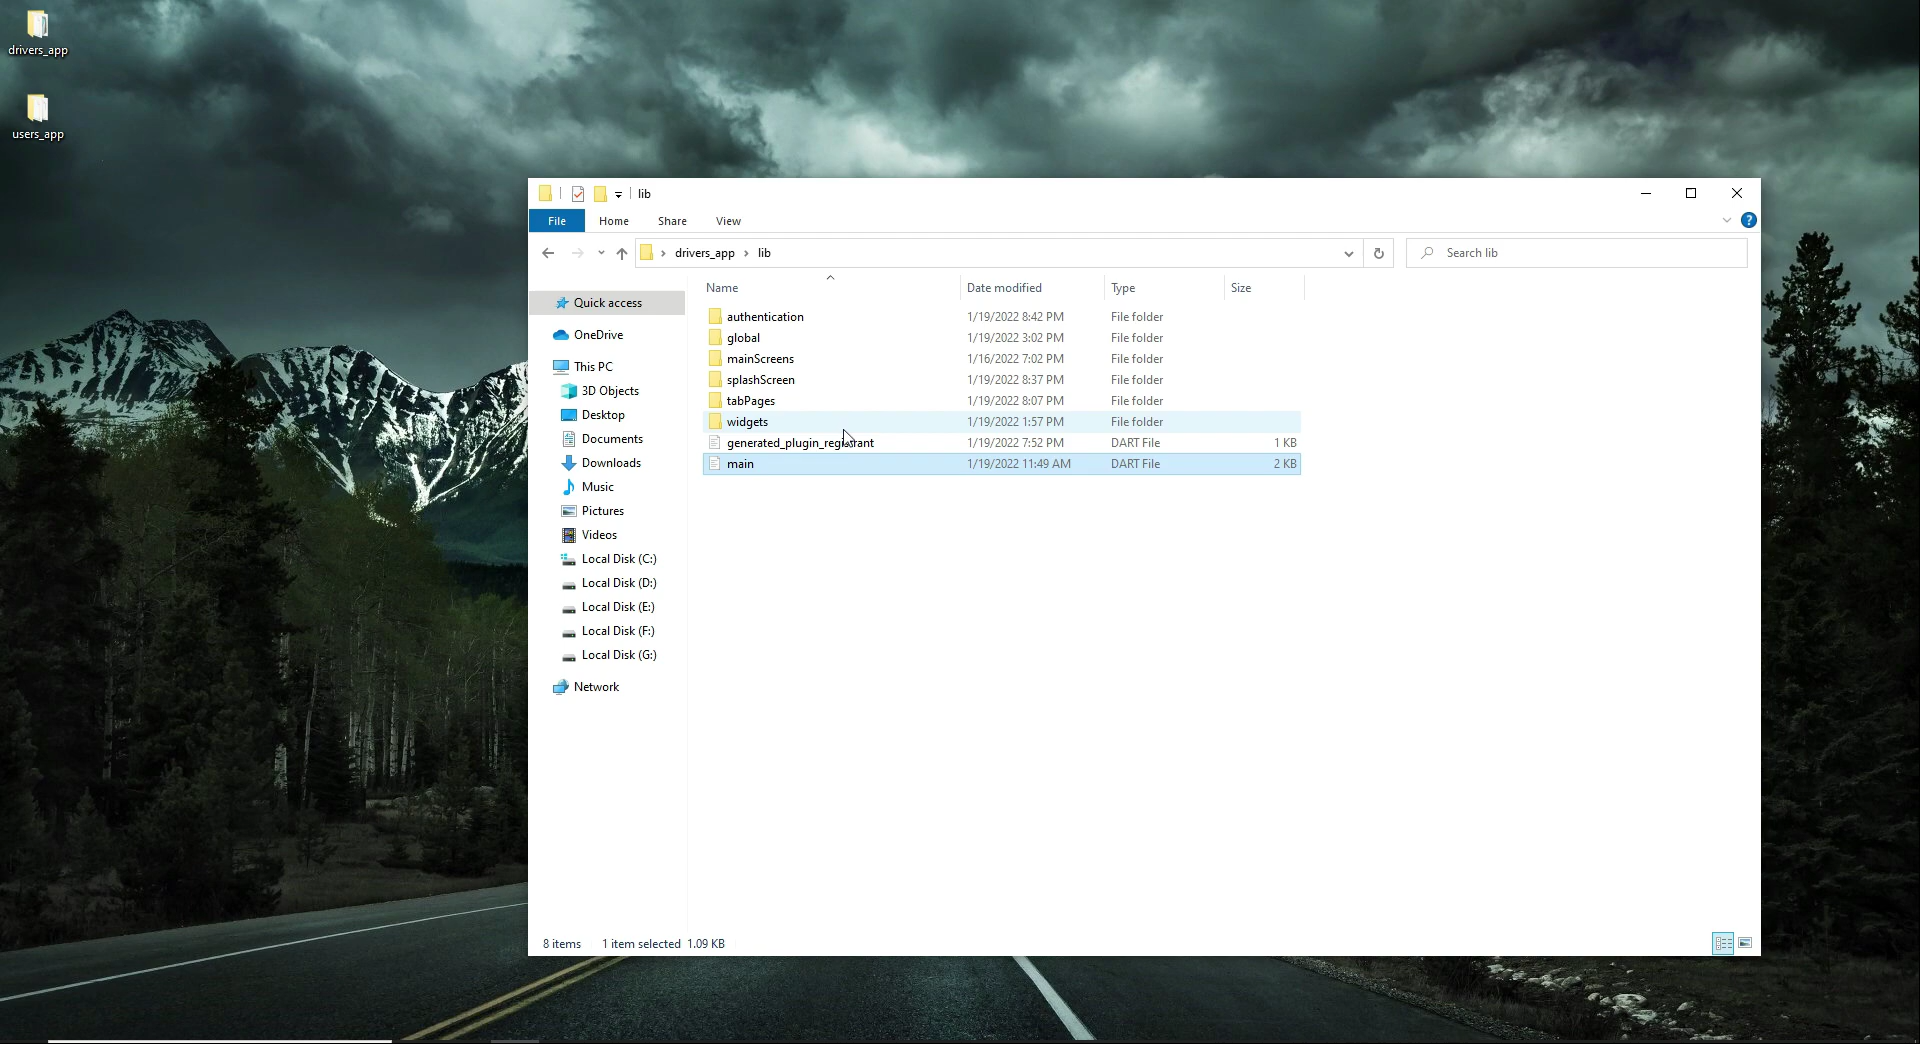 drivers_app
users_app
lib
File Home Share View
drivers_app lib
Search lib
Quick access
OneDrive
This PC
3D Objects
Desktop
Documents
Downloads
Music
Pictures
Videos
Local Disk (C:)
Local Disk (D:)
Local Disk (E:)
Local Disk (F:)
Local Disk (G:)
Network
Name Date modified Type Size
authentication 1/19/2022 8:42 PM File folder
global 1/19/2022 3:02 PM File folder
mainScreens 1/16/2022 7:02 PM File folder
splashScreen 1/19/2022 8:37 PM File folder
tabPages 1/19/2022 8:07 PM File folder
widgets 1/19/2022 1:57 PM File folder
generated_plugin_registrant 1/19/2022 7:52 PM DART File 1 KB
main 1/19/2022 11:49 AM DART File 2 KB
8 items 1 item selected 1.09 KB